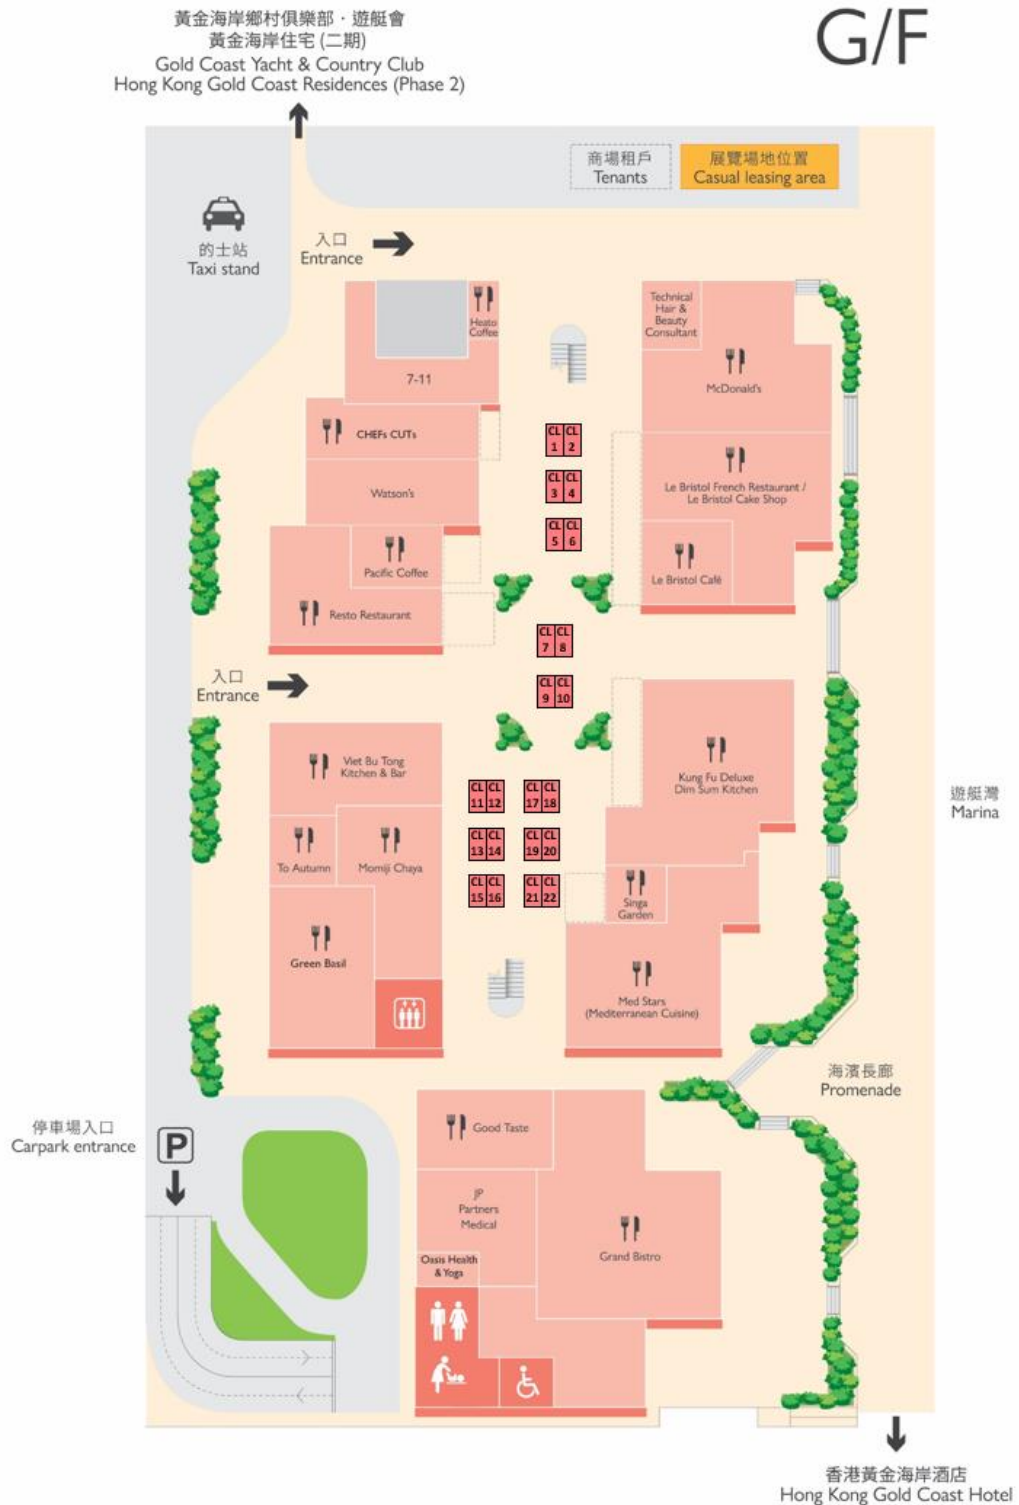 黃金海岸鄉村俱樂部 · 遊艇會
黃金海岸住宅 (二期)
Gold Coast Yacht & Country Club
Hong Kong Gold Coast Residences (Phase 2)
G/F
商場租戶
Tenants
展覽場地位置
Casual leasing area
的士站
Taxi stand
入口
Entrance
Heato
Coffee
7-11
Technical
Hair &
Beauty
Consultant
McDonald's
CHEFs CUTs
CL 1
CL 2
Watson's
CL 3
CL 4
Le Bristol French Restaurant /
Le Bristol Cake Shop
CL 5
CL 6
Pacific Coffee
Le Bristol Café
Resto Restaurant
CL 7
CL 8
入口
Entrance
CL 9
CL 10
Viet Bu Tong
Kitchen & Bar
Kung Fu Deluxe
Dim Sum Kitchen
CL 11
CL 12
CL 17
CL 18
遊艇灣
Marina
CL 13
CL 14
CL 19
CL 20
To Autumn
Momiji Chaya
CL 15
CL 16
CL 21
CL 22
Singa
Garden
Green Basil
Med Stars
(Mediterranean Cuisine)
海濱長廊
Promenade
停車場入口
Carpark entrance
P
Good Taste
JP
Partners
Medical
Grand Bistro
Oasis Health
& Yoga
香港黃金海岸酒店
Hong Kong Gold Coast Hotel